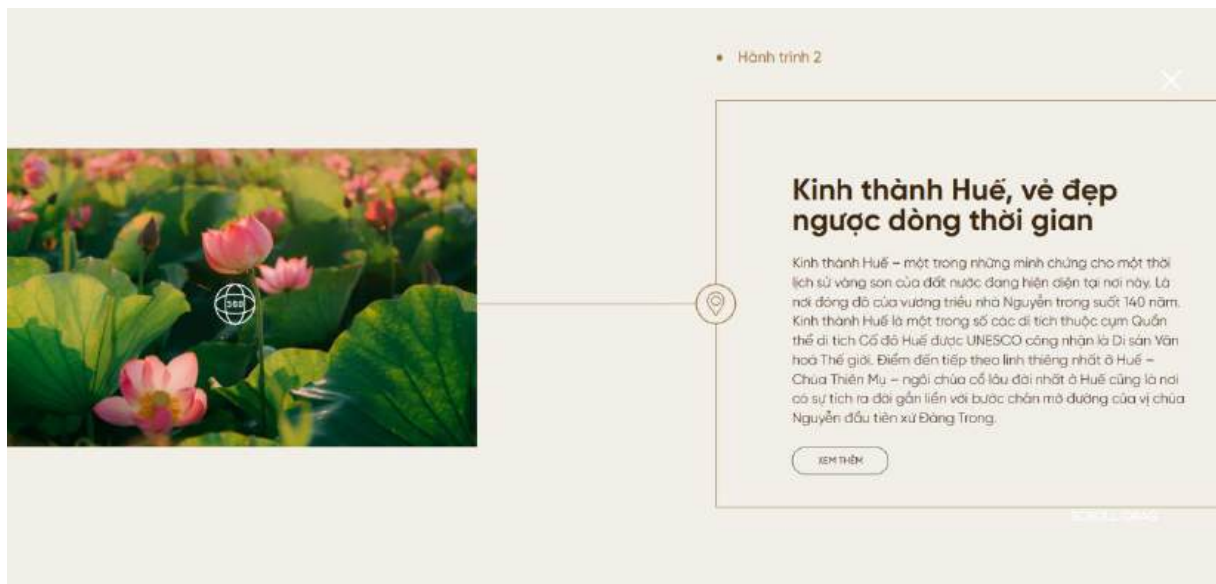 Hành trình 2
360
Kinh thành Huế, vẻ đẹp
ngược dòng thời gian
Kinh thành Huế – một trong những minh chứng cho một thời
lịch sử vàng son của đất nước đang hiện diện tại nơi này. Là
nơi đóng đô của vương triều nhà Nguyễn trong suốt 140 năm.
Kinh thành Huế là một trong số các di tích thuộc cụm Quần
thể di tích Cố đô Huế được UNESCO công nhận là Di sản Văn
hoá Thế giới. Điểm đến tiếp theo linh thiêng nhất ở Huế –
Chùa Thiên Mụ – ngôi chùa cổ lâu đời nhất ở Huế cũng là nơi
có sự tích ra đời gắn liền với bước chân mở đường của vị chúa
Nguyễn đầu tiên xứ Đàng Trong.
XEM THÊM